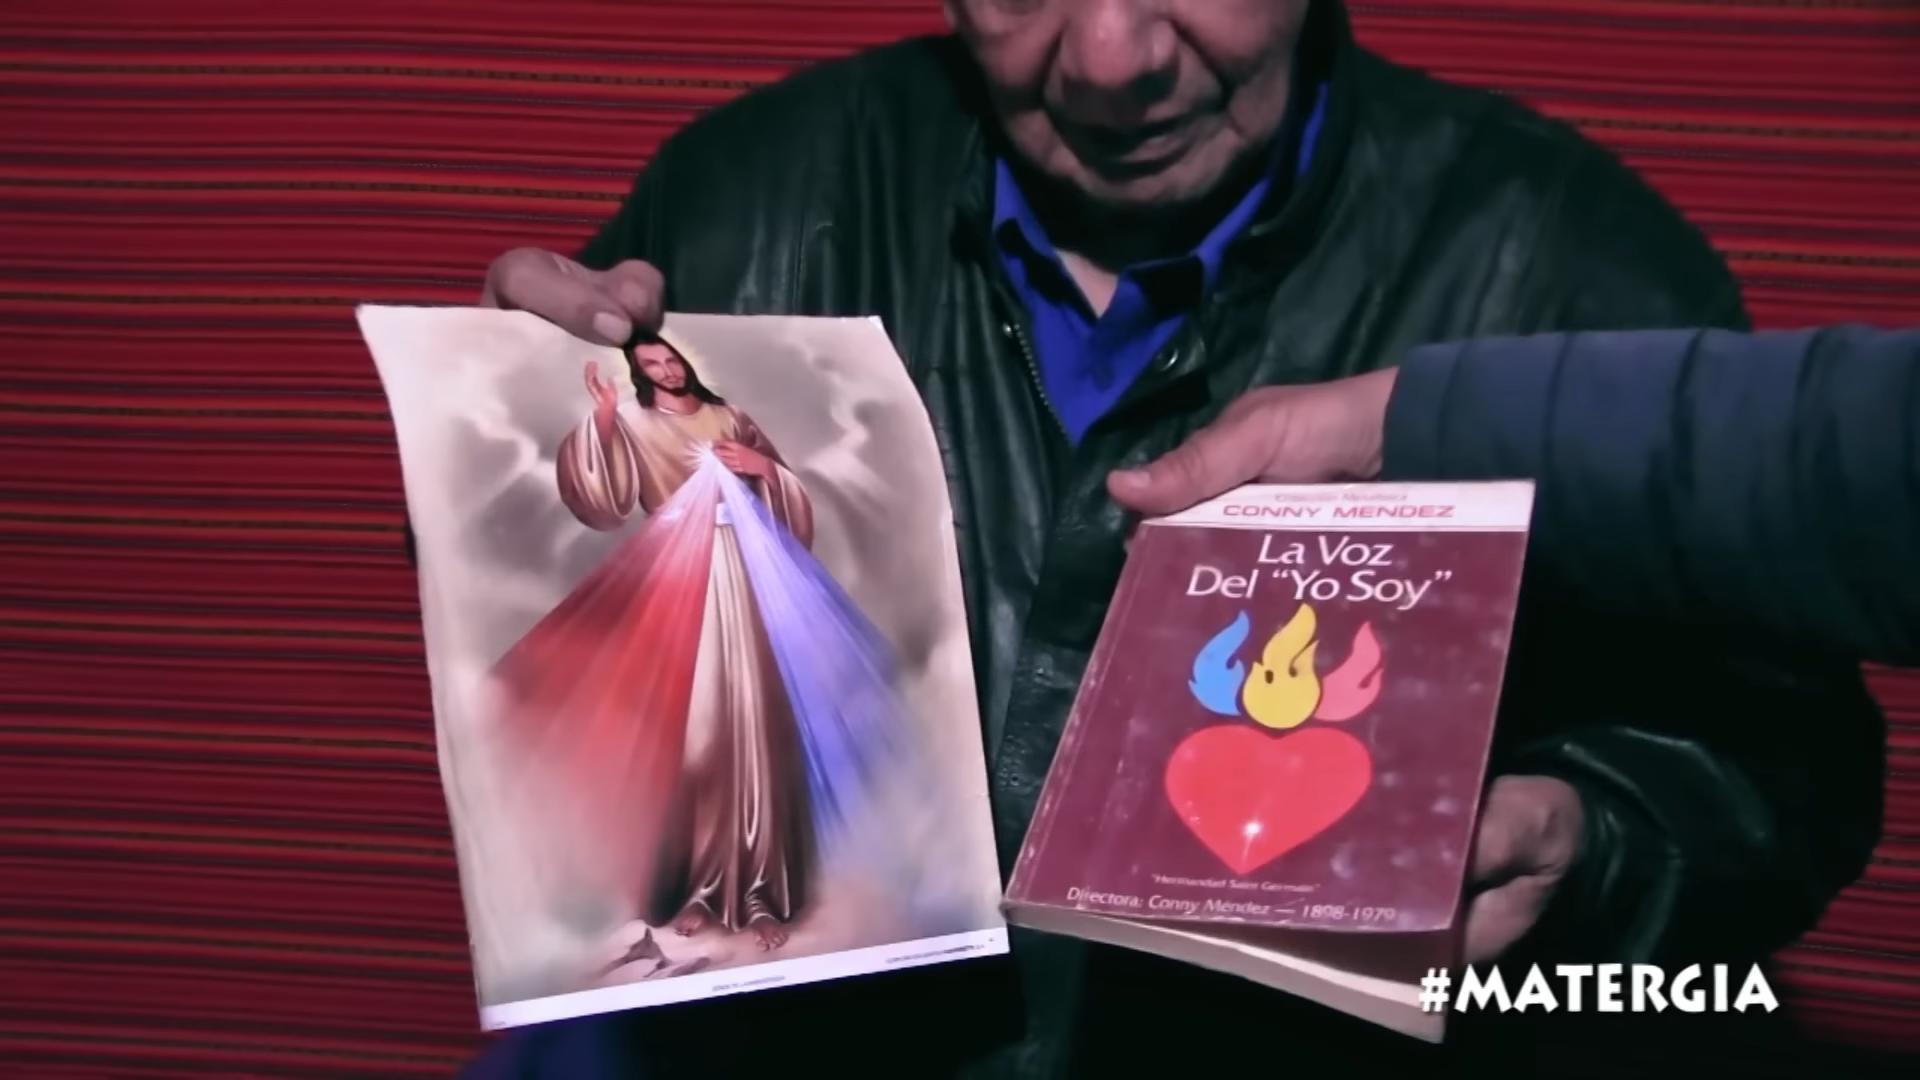 CONNY MENDEZ
La Voz
Del "Yo Soy"
"Hermandad Saint Germain"
Directora: Conny Méndez — 1898-1979
#MATERGIA